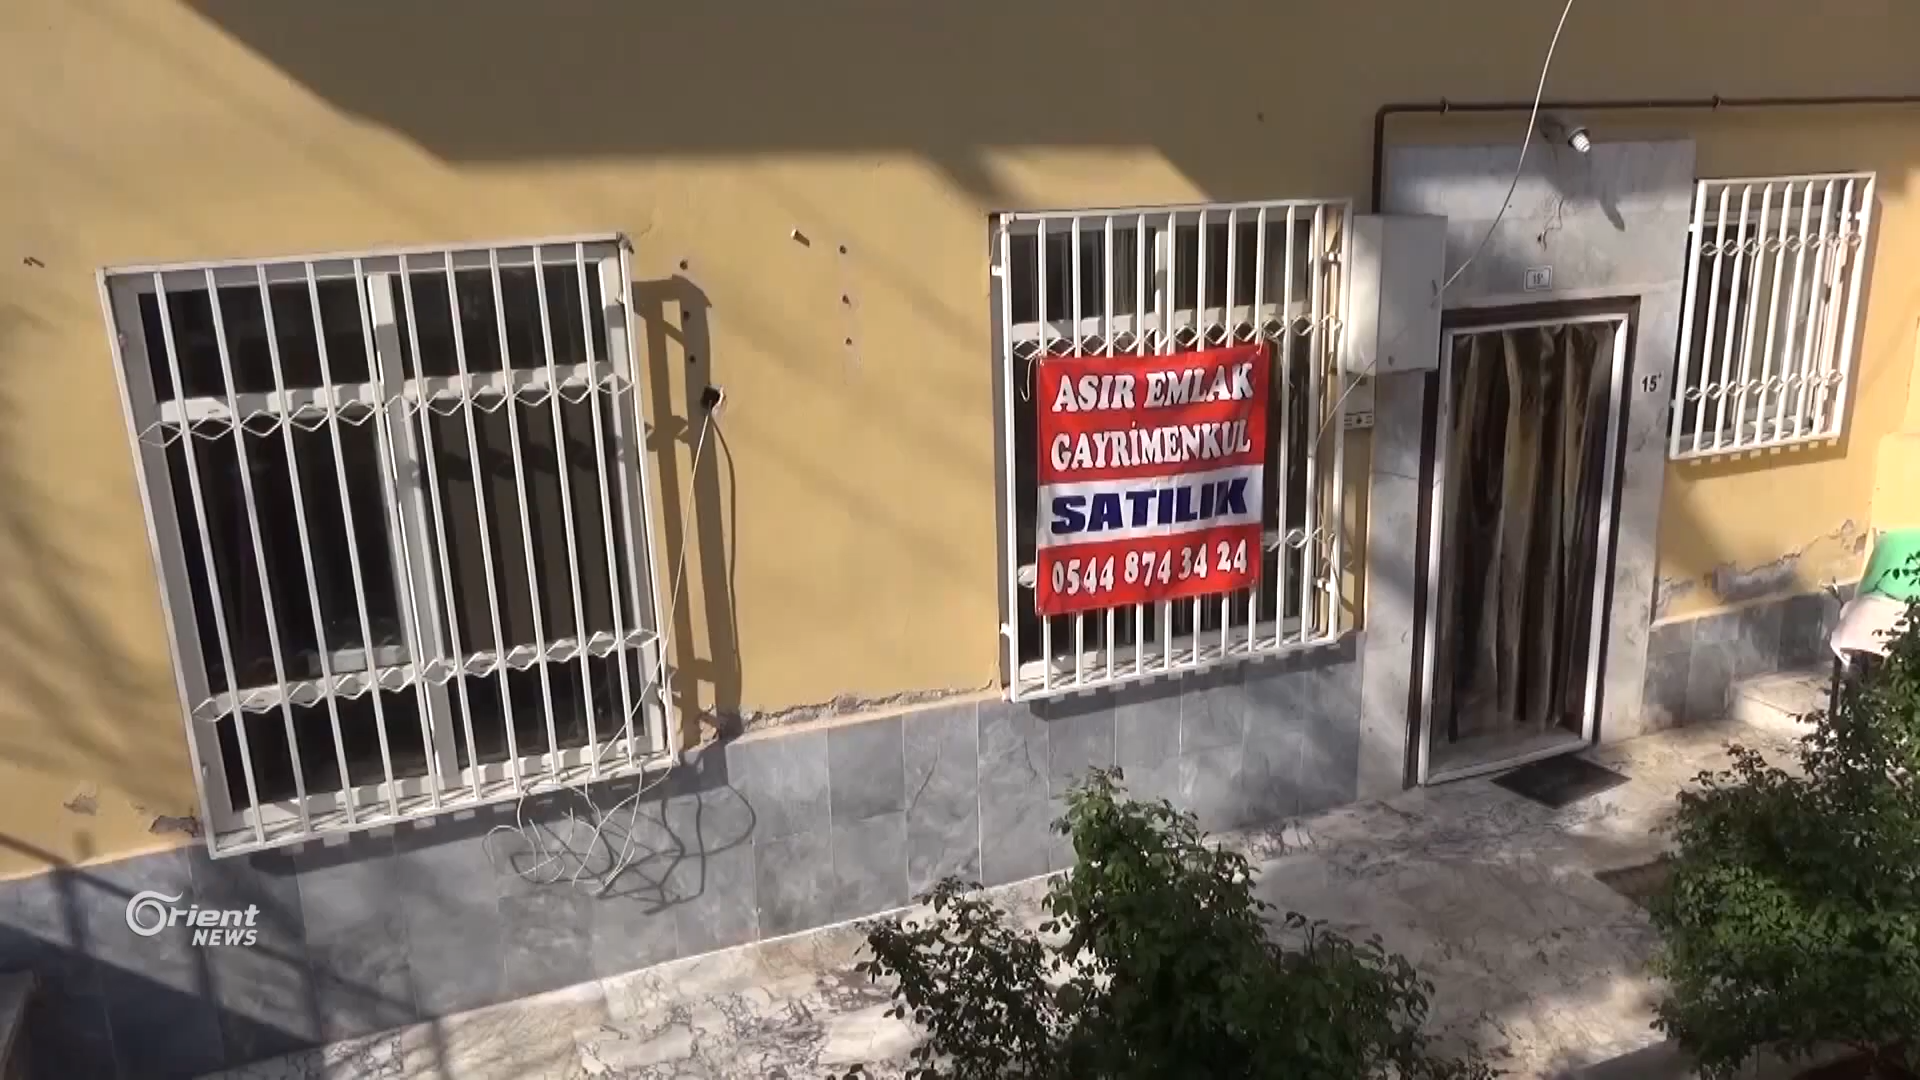 ASIR EMLAK
GAYRİMENKUL
SATILIK
0544 874 34 24
15
Orient
NEWS